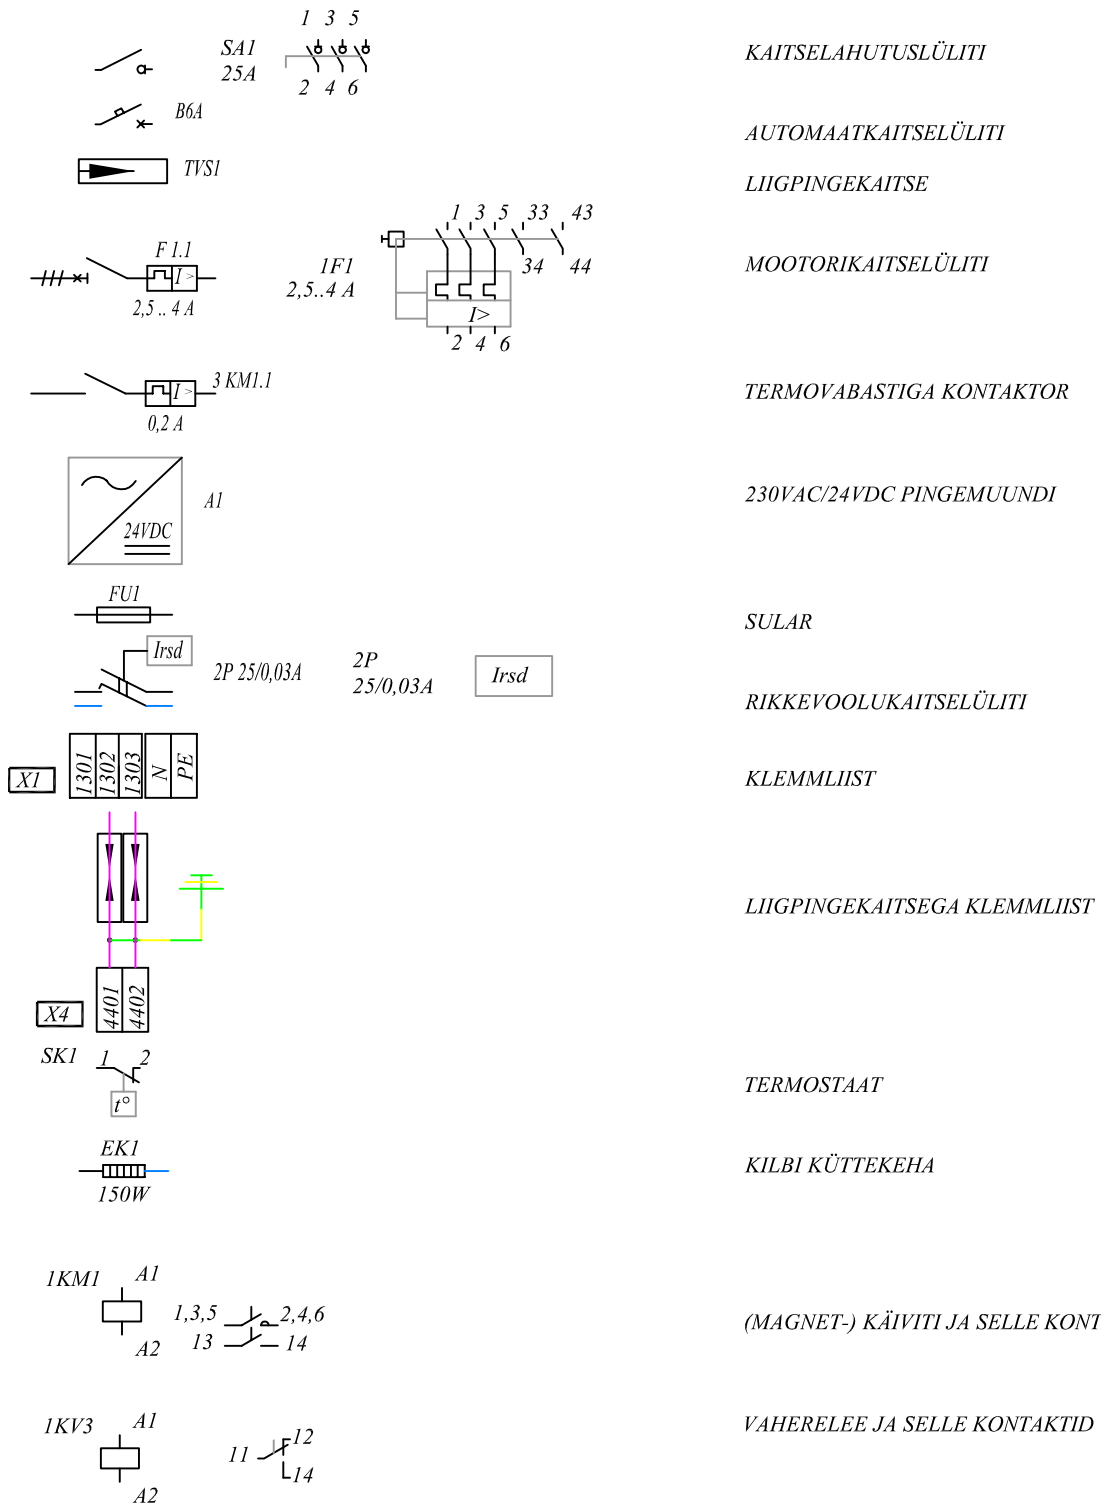 1 3 5
SA1
25A
2 4 6
KAITSELAHUTUSLÜLITI
B6A
AUTOMAATKAITSELÜLITI
TVS1
LIIGPINGEKAITSE
F 1.1
I >
2,5 .. 4 A
1F1
2,5..4 A
1 3 5 33 43
34 44
I>
2 4 6
MOOTORIKAITSELÜLITI
3 KM1.1
I >
0,2 A
TERMOVABASTIGA KONTAKTOR
24VDC
A1
230VAC/24VDC PINGEMUUNDI
FU1
SULAR
Irsd
2P 25/0,03A
2P
25/0,03A
Irsd
RIKKEVOOLUKAITSELÜLITI
X1
1301
1302
1303
N
PE
KLEMMLIIST
LIIGPINGEKAITSEGA KLEMMLIIST
X4
4401
4402
SK1
1 2
t°
TERMOSTAAT
EK1
150W
KILBI KÜTTEKEHA
1KM1
A1
A2
1,3,5 2,4,6
13 14
(MAGNET-) KÄIVITI JA SELLE KONT
1KV3
A1
A2
11
12
14
VAHERELEE JA SELLE KONTAKTID